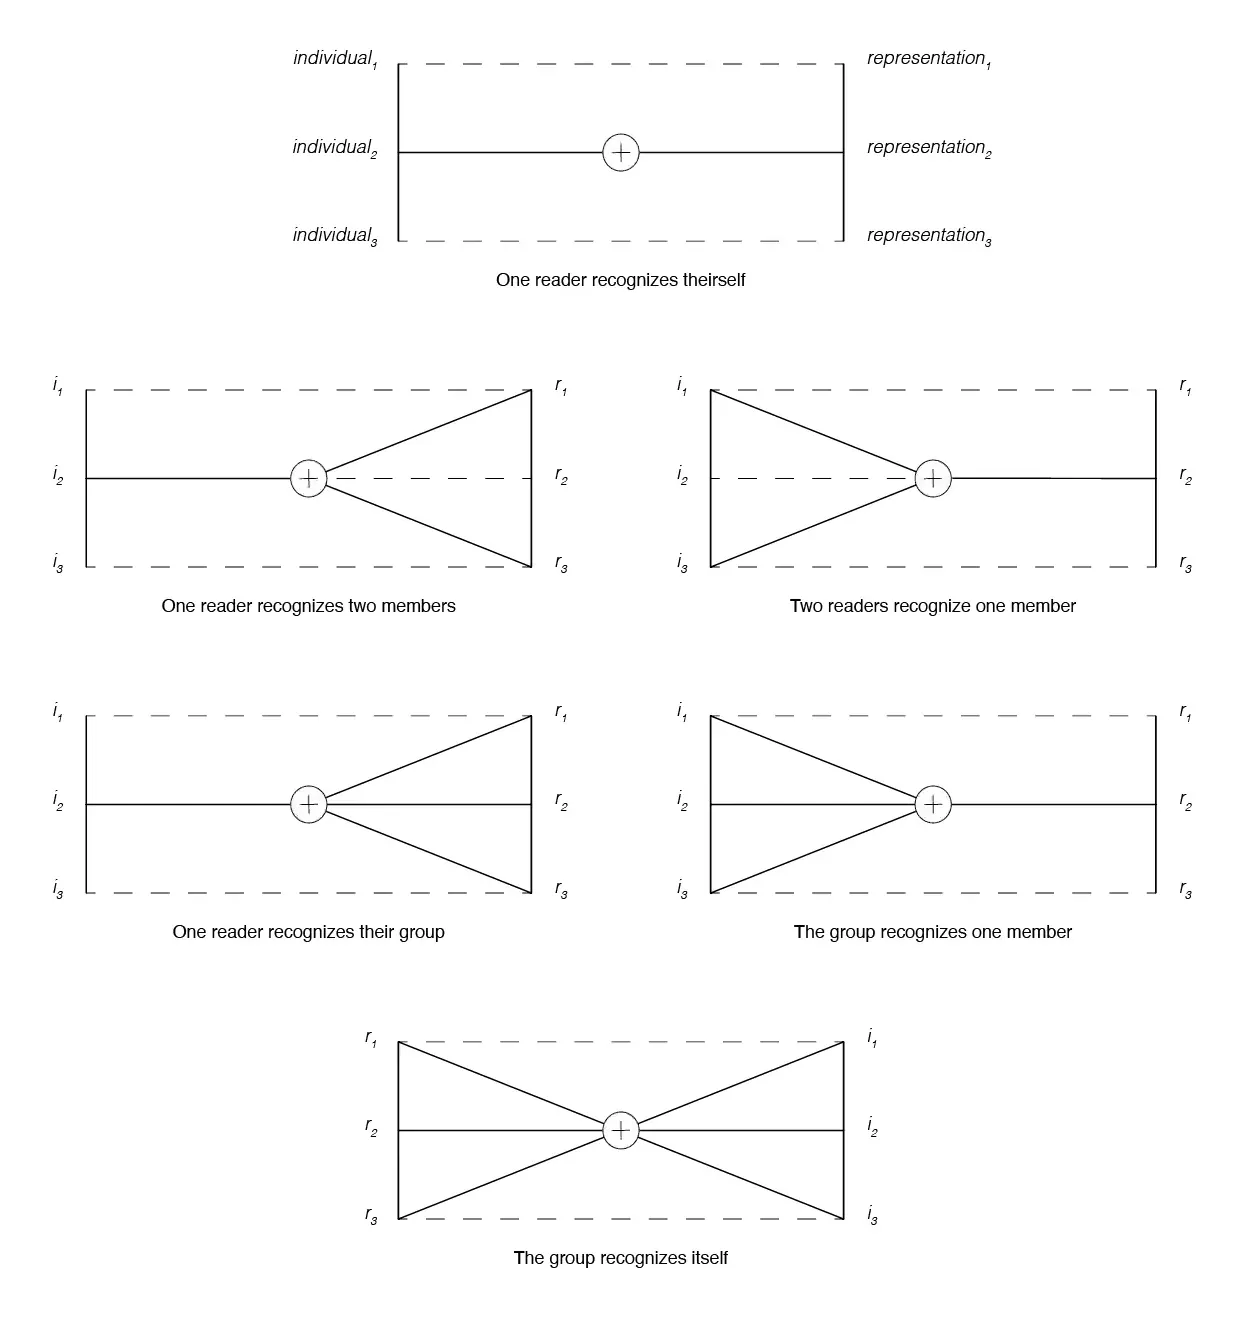 individual₁ representation₁
individual₂ representation₂
individual₃ representation₃
One reader recognizes theirself
i₁ r₁ i₁ r₁
i₂ r₂ i₂ r₂
i₃ r₃ i₃ r₃
One reader recognizes two members Two readers recognize one member
i₁ r₁ i₁ r₁
i₂ r₂ i₂ r₂
i₃ r₃ i₃ r₃
One reader recognizes their group The group recognizes one member
r₁ i₁
r₂ i₂
r₃ i₃
The group recognizes itself